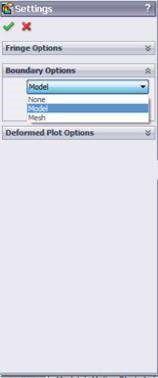 Settings
?
Fringe Options
Boundary Options
Model
None
Model
Mesh
Deformed Plot Options